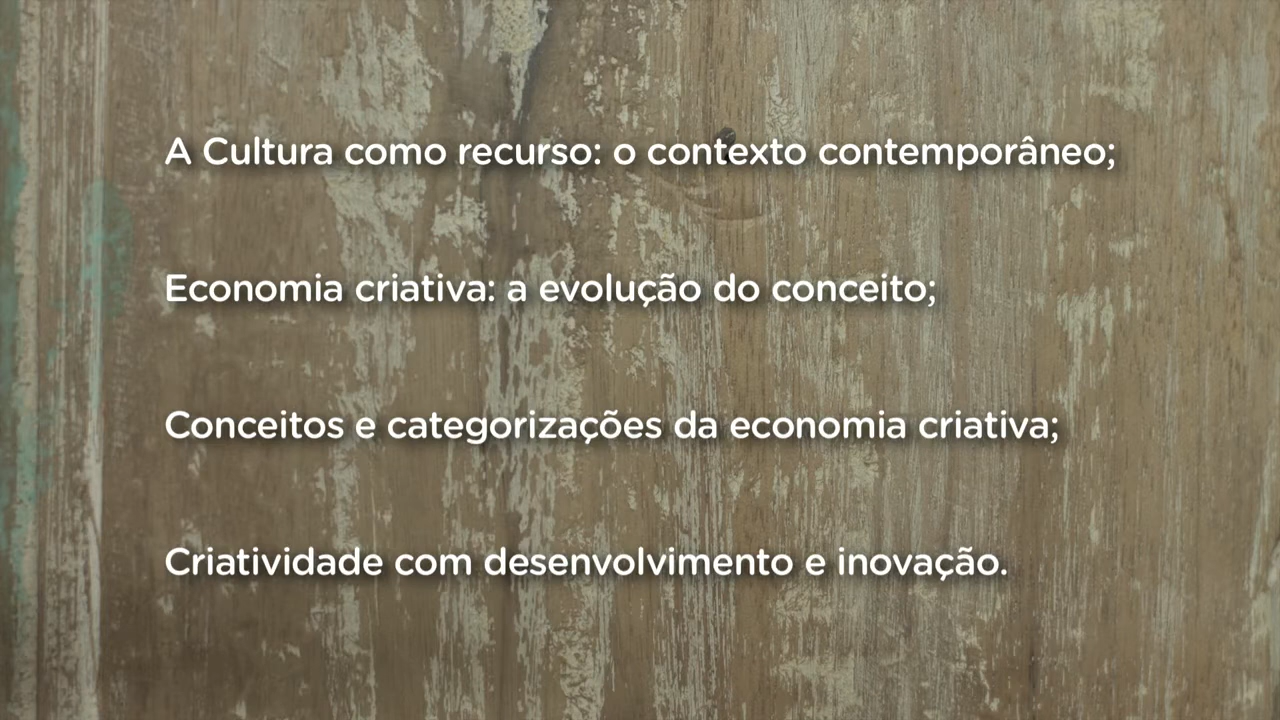 A Cultura como recurso: o contexto contemporâneo;
Economia criativa: a evolução do conceito;
Conceitos e categorizações da economia criativa;
Criatividade com desenvolvimento e inovação.